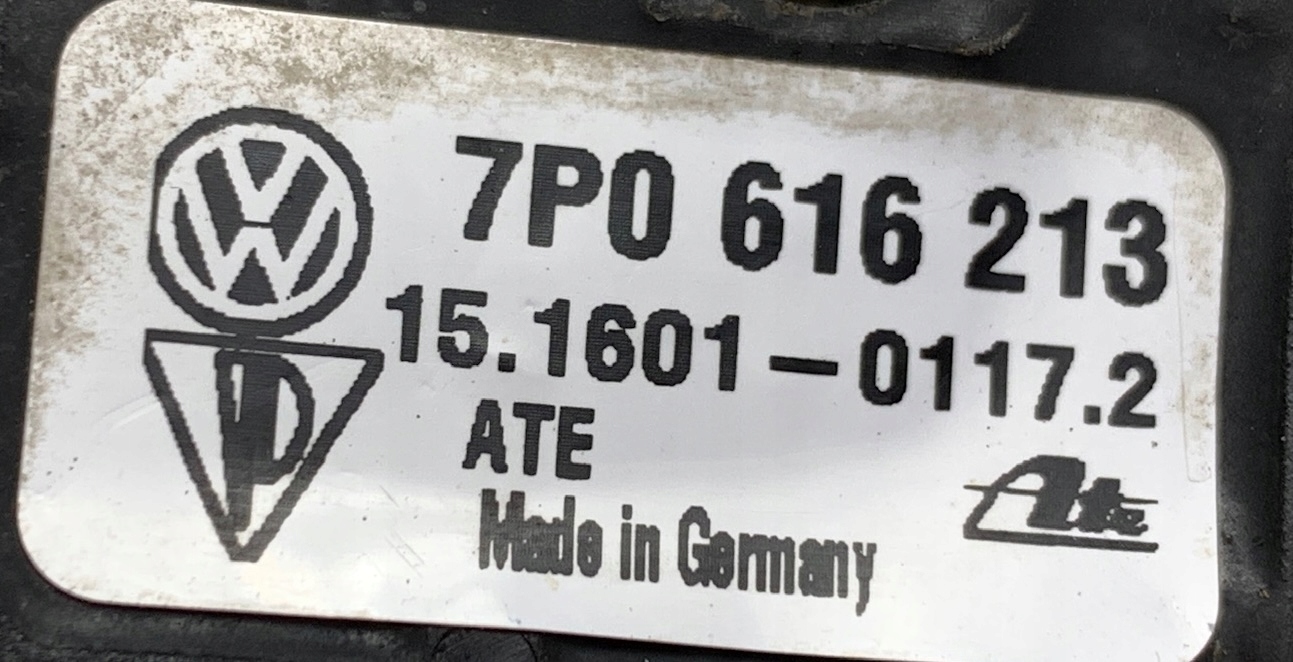 7P0 616 213
15.1601-0117.2
ATE
Made in Germany
Ate